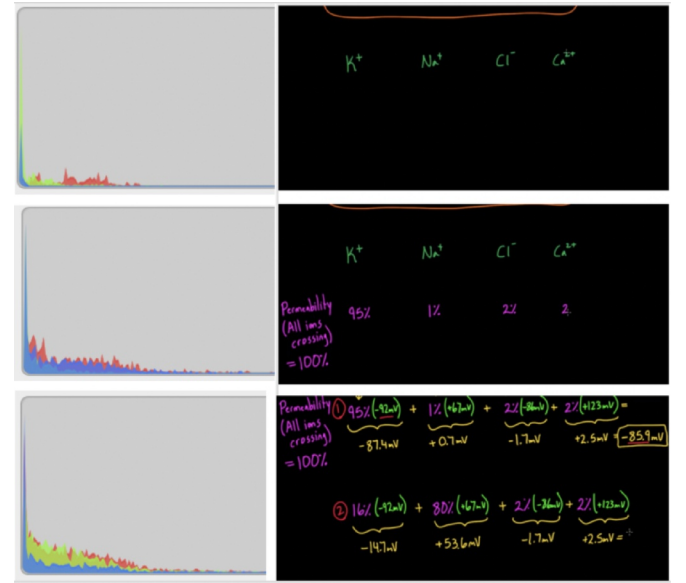 K⁺ Na⁺ Cl⁻ Ca²⁺
K⁺ Na⁺ Cl⁻ Ca²⁺
Permeability 95% 1% 2% 2
(All ions
crossing)
=100%
Permeability ① 95% (-92mV) + 1% (+67mV) + 2% (-86mV) + 2% (+123mV) =
(All ions
crossing) -87.4mV +0.7mV -1.7mV +2.5mV = -85.9mV
=100%
② 16% (-92mV) + 80% (+67mV) + 2% (-86mV) + 2% (+123mV)
-14.7mV +53.6mV -1.7mV +2.5mV =